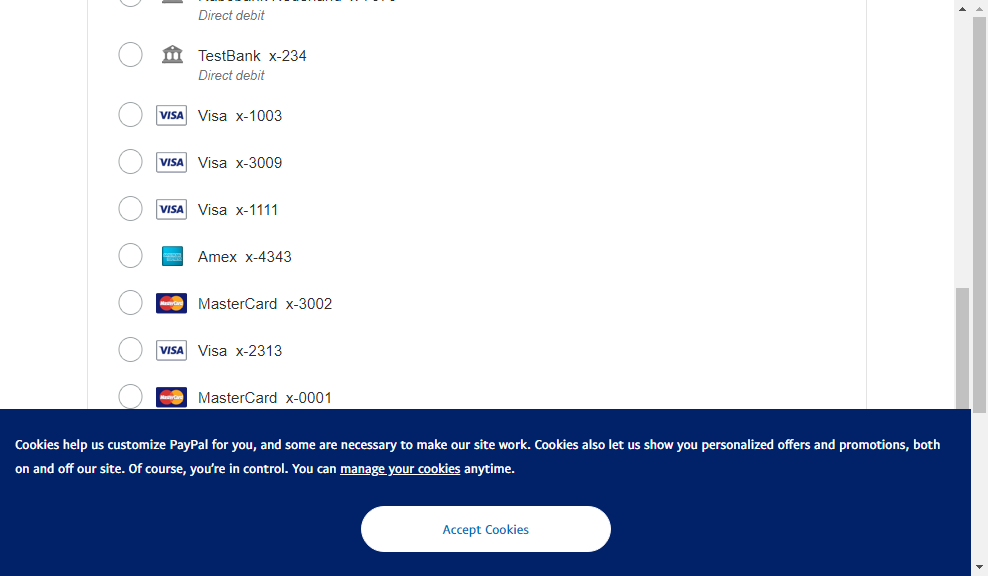 Direct debit
TestBank x-234
Direct debit
VISA Visa x-1003
VISA Visa x-3009
VISA Visa x-1111
Amex x-4343
MasterCard MasterCard x-3002
VISA Visa x-2313
MasterCard MasterCard x-0001
Cookies help us customize PayPal for you, and some are necessary to make our site work. Cookies also let us show you personalized offers and promotions, both
on and off our site. Of course, you're in control. You can manage your cookies anytime.
Accept Cookies